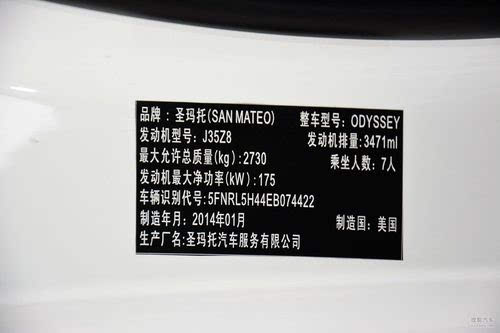 品牌：圣玛托(SAN MATEO) 整车型号：ODYSSEY
发动机型号：J35Z8 发动机排量：3471ml
最大允许总质量(kg)：2730 乘坐人数：7人
发动机最大净功率(kW)：175
车辆识别代号：5FNRL5H44EB074422
制造年月：2014年01月 制造国：美国
生产厂名：圣玛托汽车服务有限公司